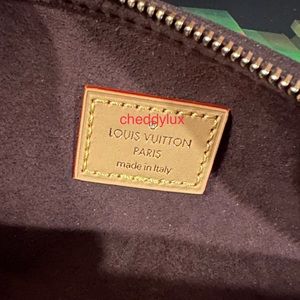 cheddylux
LOUIS VUITTON
PARIS
made in Italy